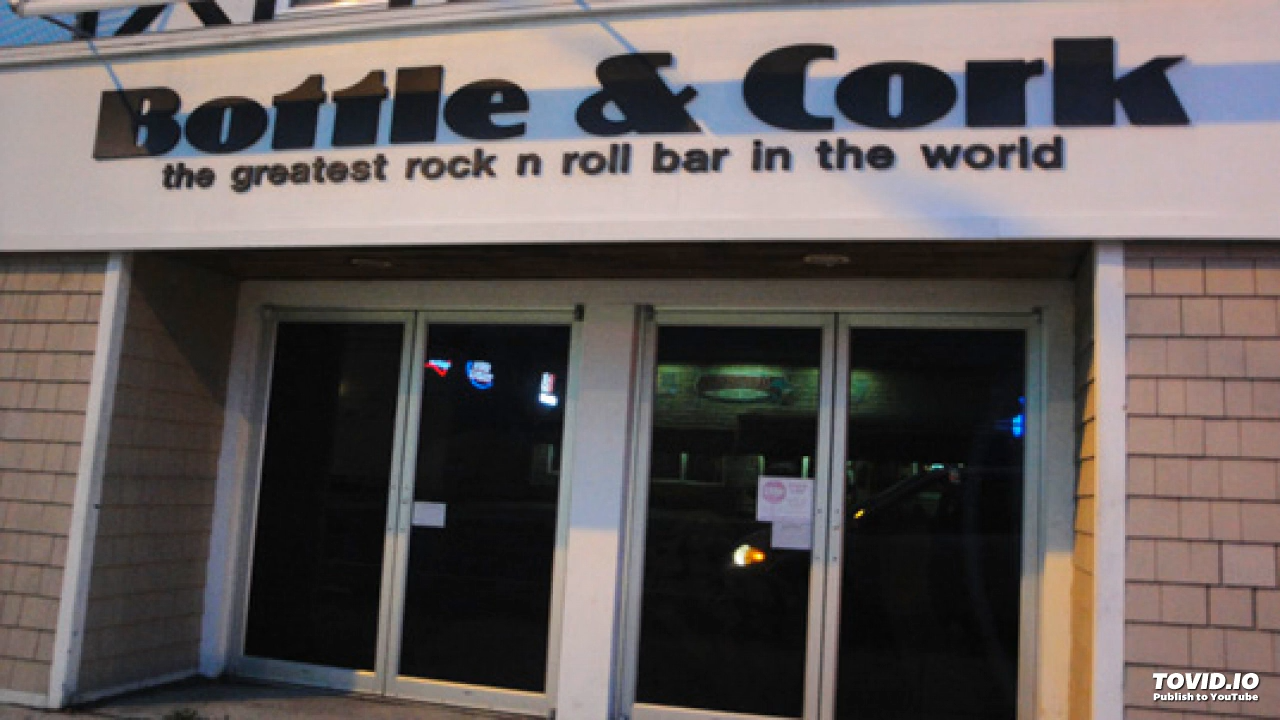 Bottle & Cork
the greatest rock n roll bar in the world
TOVID.IO
Publish to YouTube